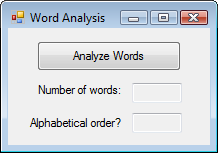 Word Analysis
Analyze Words
Number of words:
Alphabetical order?